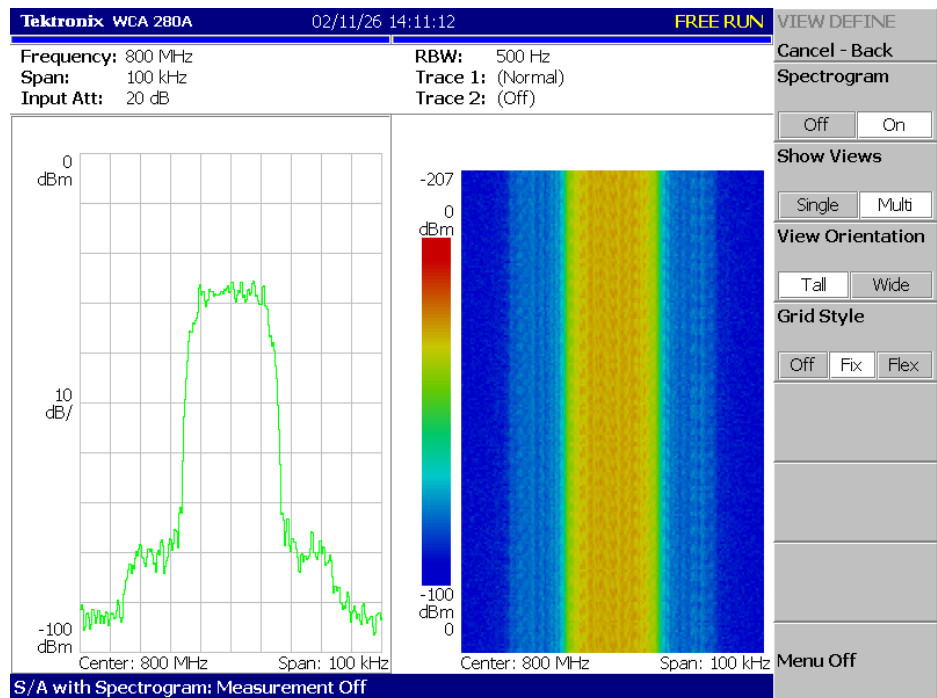 Tektronix WCA 280A 02/11/26 14:11:12 FREE RUN
Frequency: 800 MHz
Span: 100 kHz
Input Att: 20 dB
RBW: 500 Hz
Trace 1: (Normal)
Trace 2: (Off)
0
dBm
10
dB/
-100
dBm
Center: 800 MHz Span: 100 kHz
-207
0
dBm
-100
dBm
0
Center: 800 MHz Span: 100 kHz
VIEW DEFINE
Cancel - Back
Spectrogram
Off On
Show Views
Single Multi
View Orientation
Tall Wide
Grid Style
Off Fix Flex
Menu Off
S/A with Spectrogram: Measurement Off